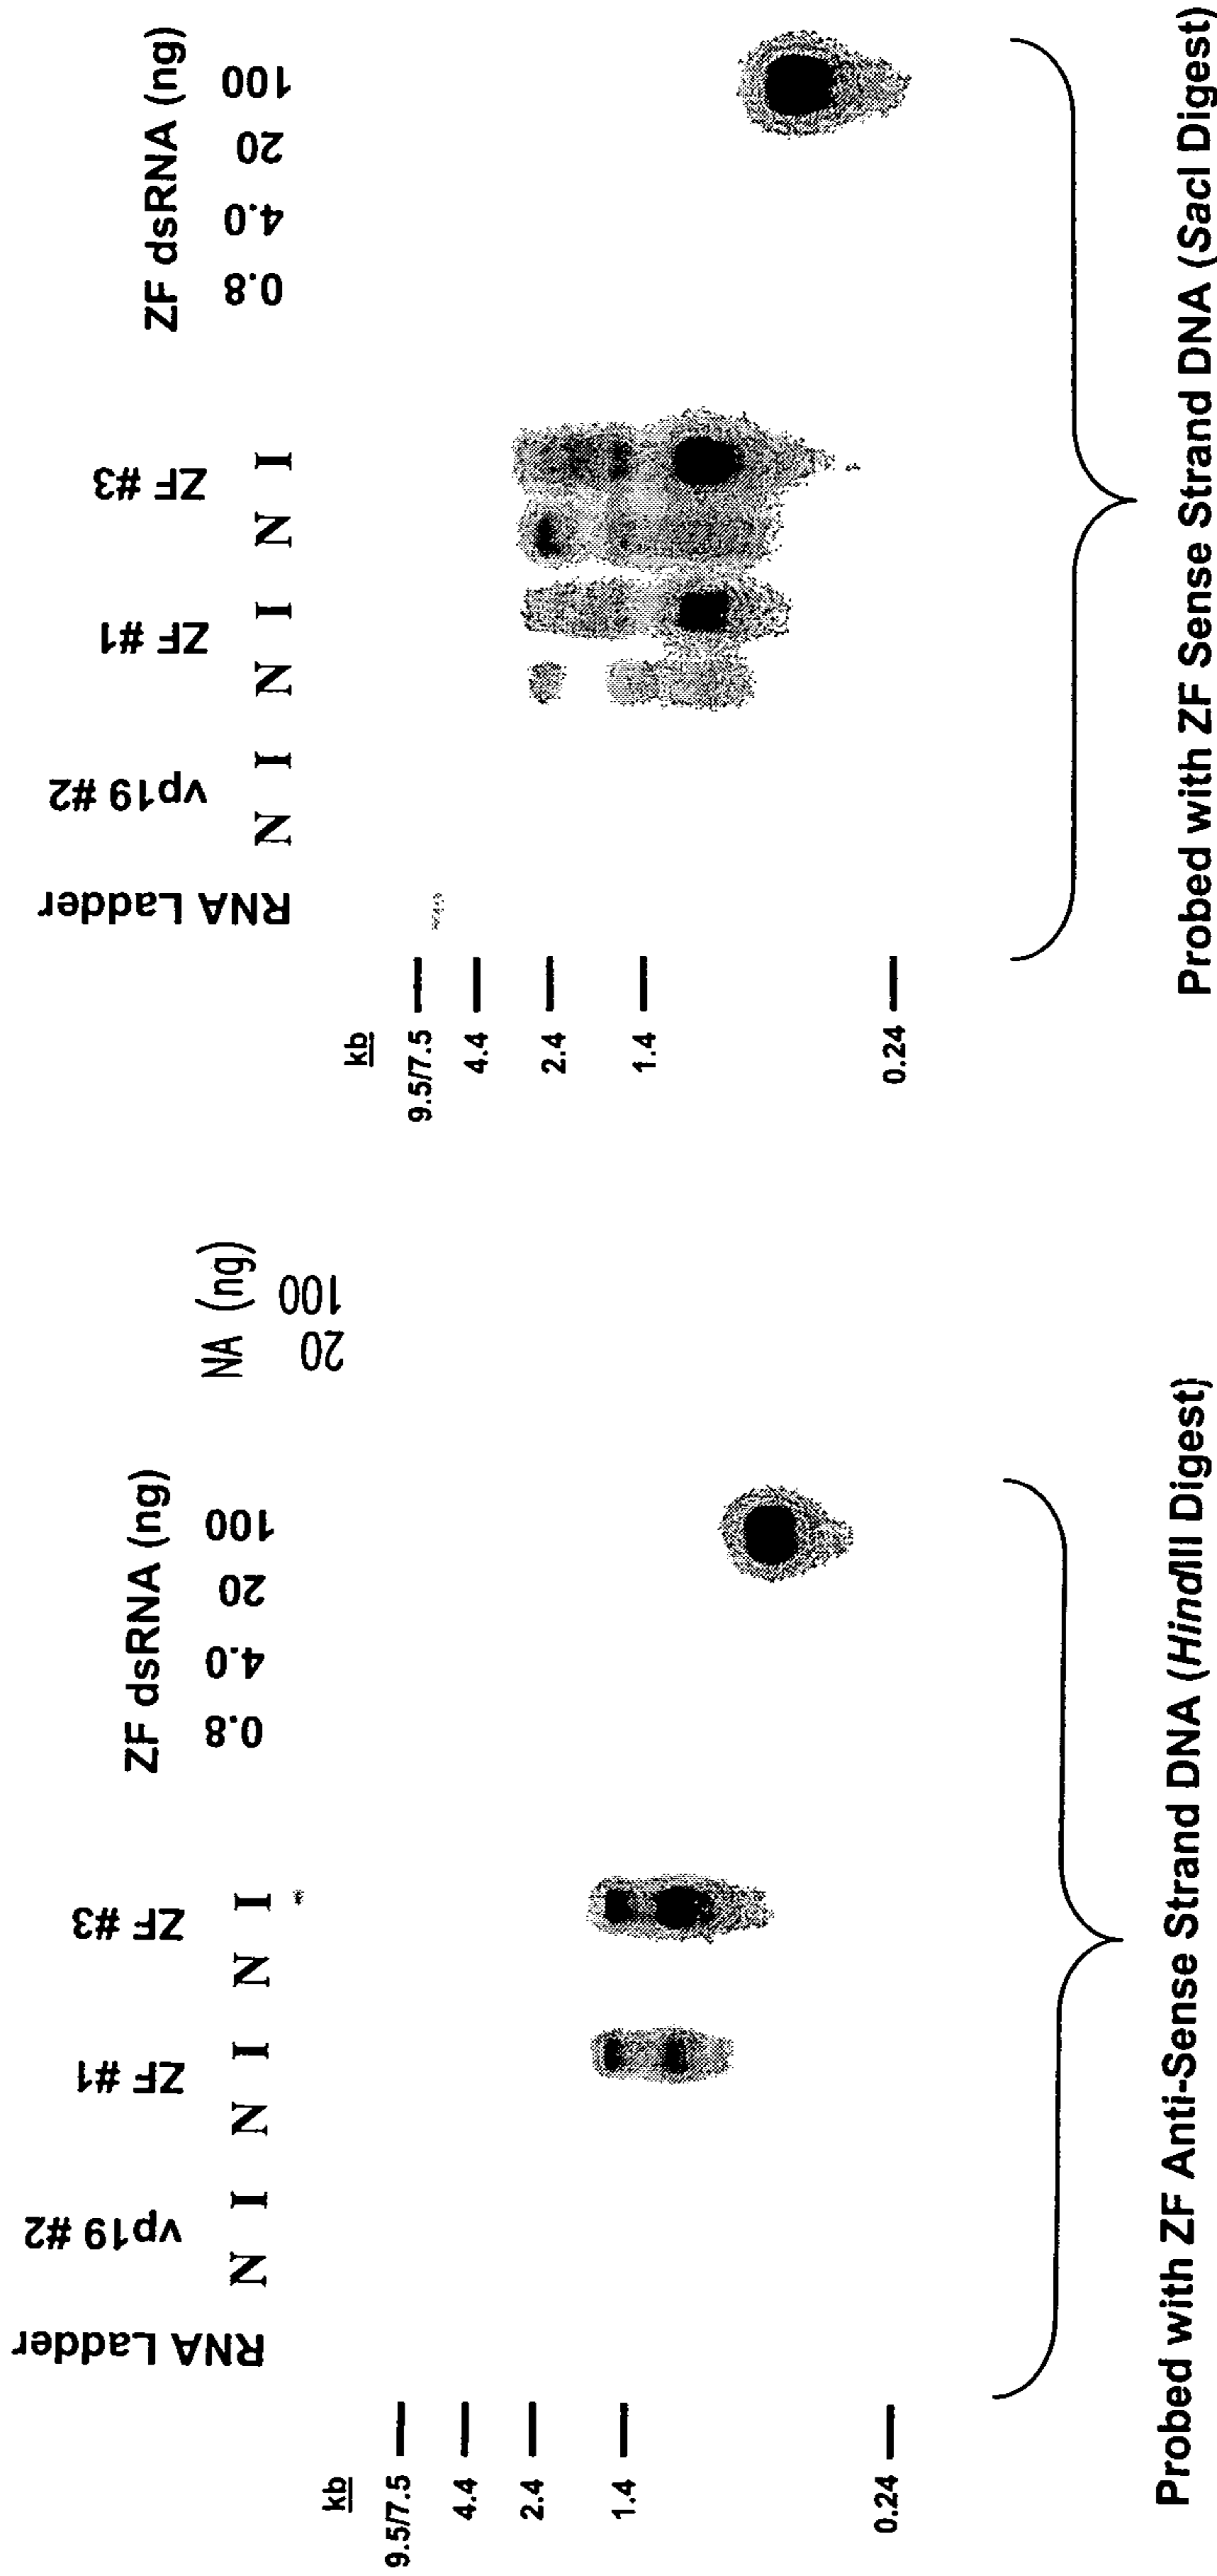 ZF dsRNA (ng)
RNA Ladder
vp19 #2
ZF #1
ZF #3
N I N I N I
0.8 4.0 20 100
kb
9.5/7.5
4.4
2.4
1.4
0.24
Probed with ZF Anti-Sense Strand DNA (HindIII Digest)
NA (ng)
20 100
ZF dsRNA (ng)
RNA Ladder
vp19 #2
ZF #1
ZF #3
N I N I N I
0.8 4.0 20 100
kb
9.5/7.5
4.4
2.4
1.4
0.24
Probed with ZF Sense Strand DNA (SacI Digest)